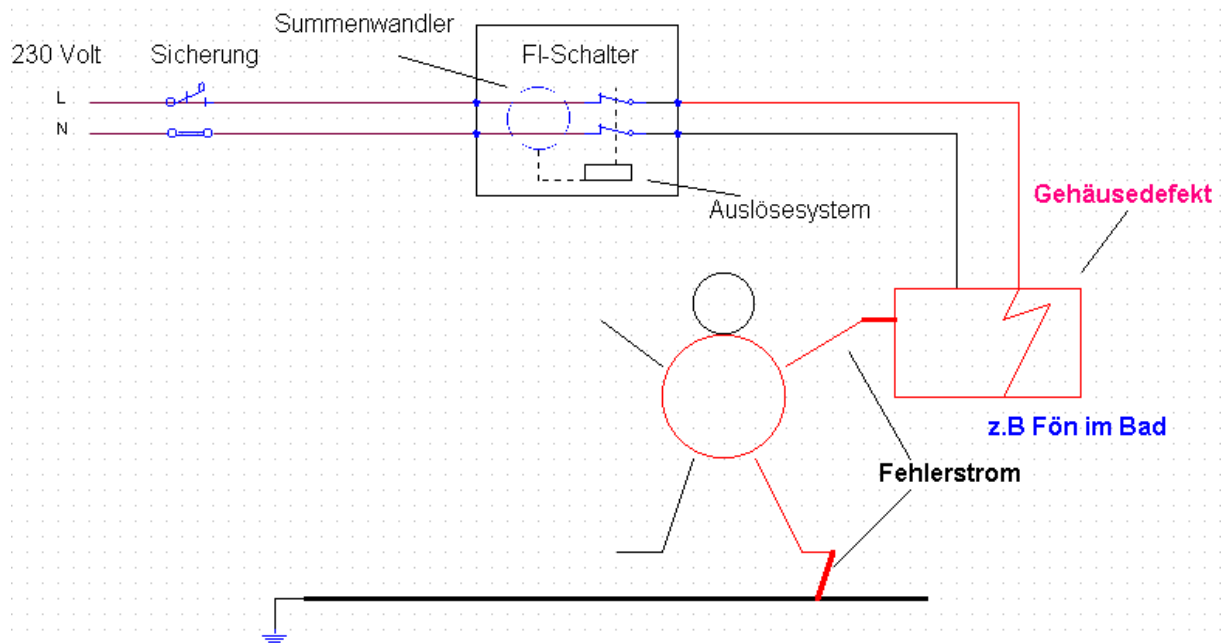 Summenwandler
230 Volt
Sicherung
FI-Schalter
L
N
Auslösesystem
Gehäusedefekt
z.B Fön im Bad
Fehlerstrom